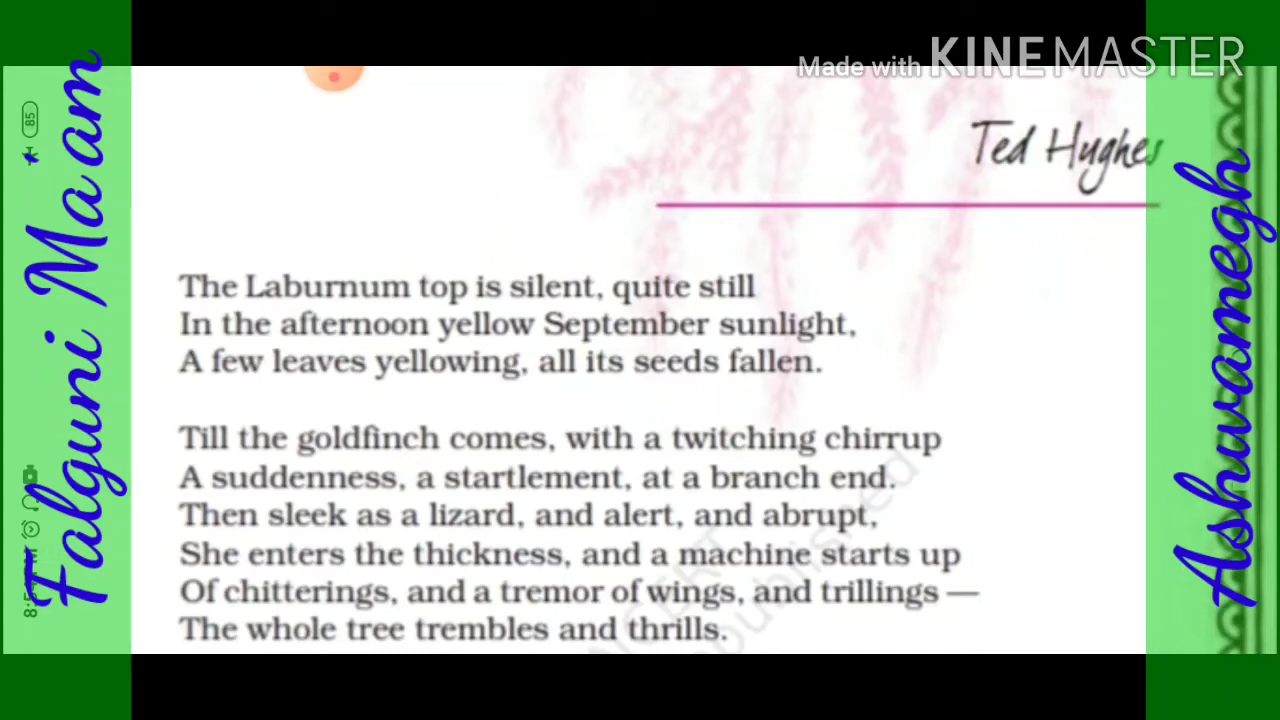 Made with KINEMASTER
Ted Hughes
The Laburnum top is silent, quite still
In the afternoon yellow September sunlight,
A few leaves yellowing, all its seeds fallen.
Till the goldfinch comes, with a twitching chirrup
A suddenness, a startlement, at a branch end.
Then sleek as a lizard, and alert, and abrupt,
She enters the thickness, and a machine starts up
Of chitterings, and a tremor of wings, and trillings —
The whole tree trembles and thrills.
Falguni Ma'am
Ashwamegh
85